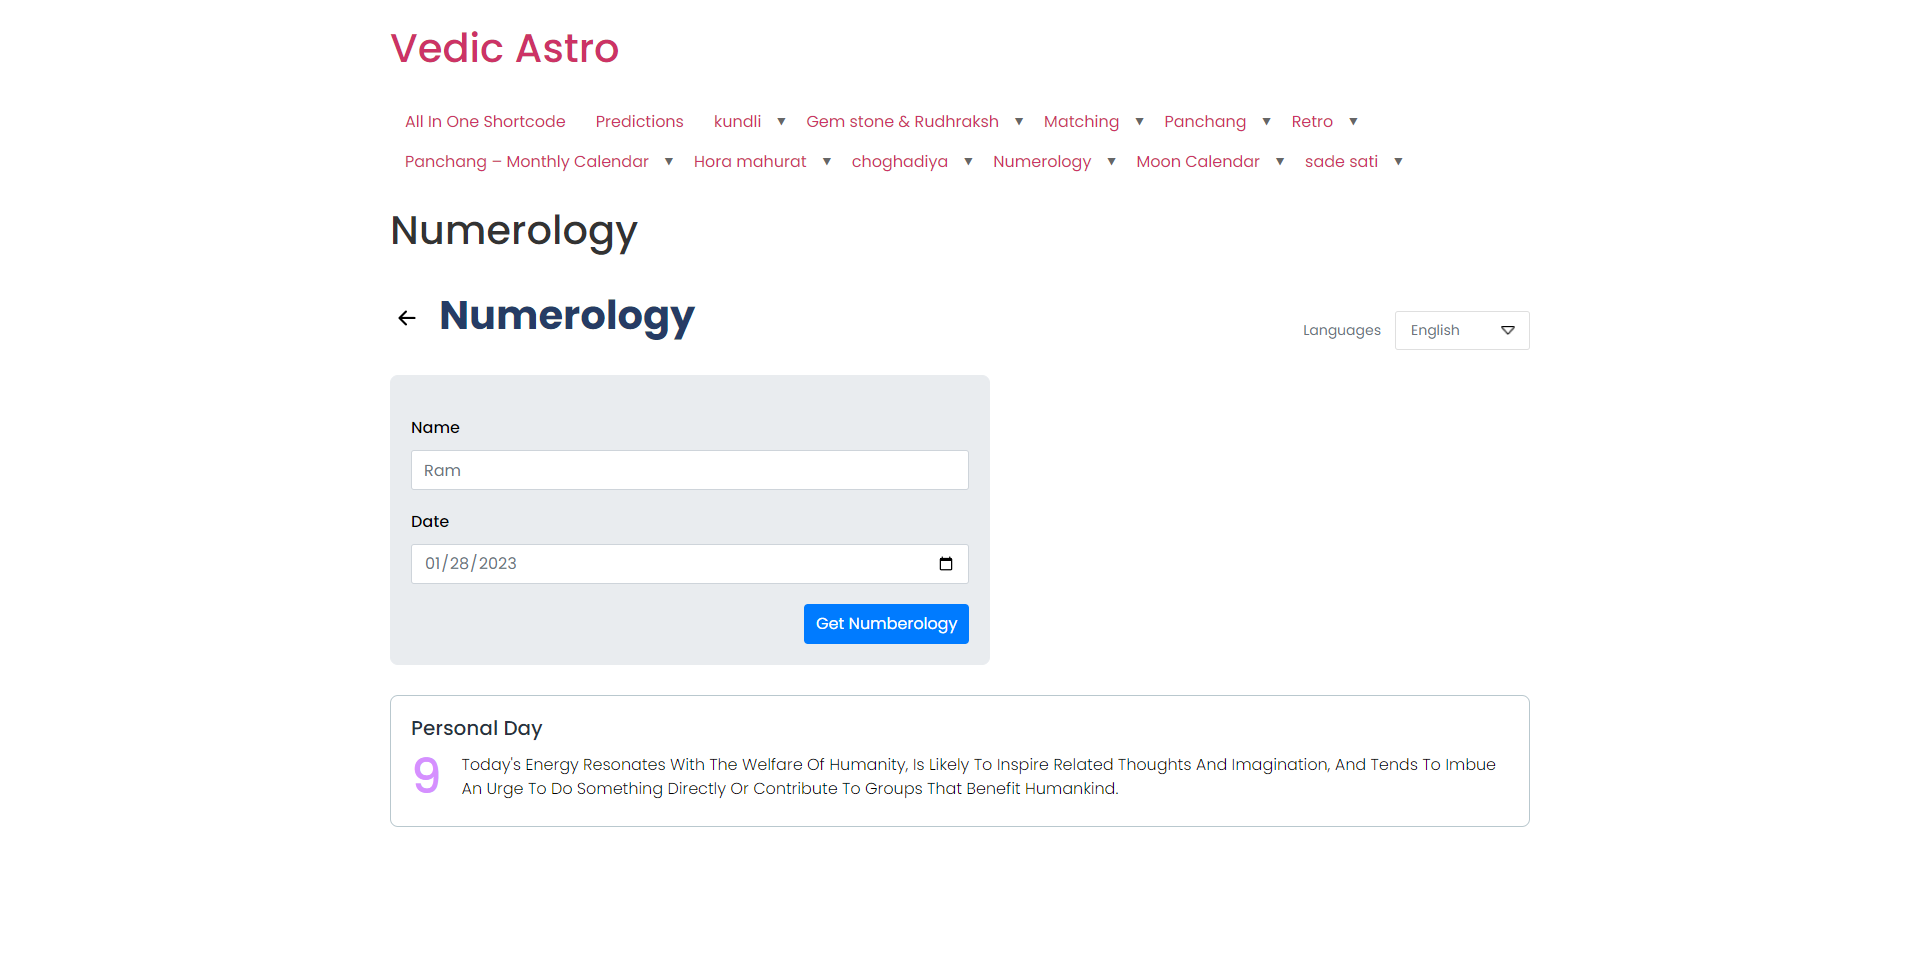 Vedic Astro
All In One Shortcode Predictions kundli ▼ Gem stone & Rudhraksh ▼ Matching ▼ Panchang ▼ Retro ▼
Panchang – Monthly Calendar ▼ Hora mahurat ▼ choghadiya ▼ Numerology ▼ Moon Calendar ▼ sade sati ▼
Numerology
Numerology
Languages English
Name
Ram
Date
01/28/2023
Get Numberology
Personal Day
9
Today's Energy Resonates With The Welfare Of Humanity, Is Likely To Inspire Related Thoughts And Imagination, And Tends To Imbue
An Urge To Do Something Directly Or Contribute To Groups That Benefit Humankind.